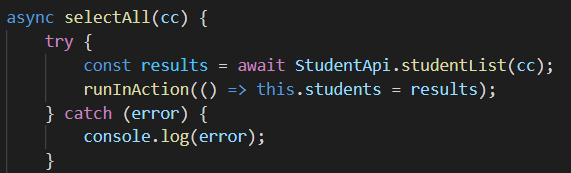 async selectAll(cc) {
    try {
        const results = await StudentApi.studentList(cc);
        runInAction(() => this.students = results);
    } catch (error) {
        console.log(error);
    }